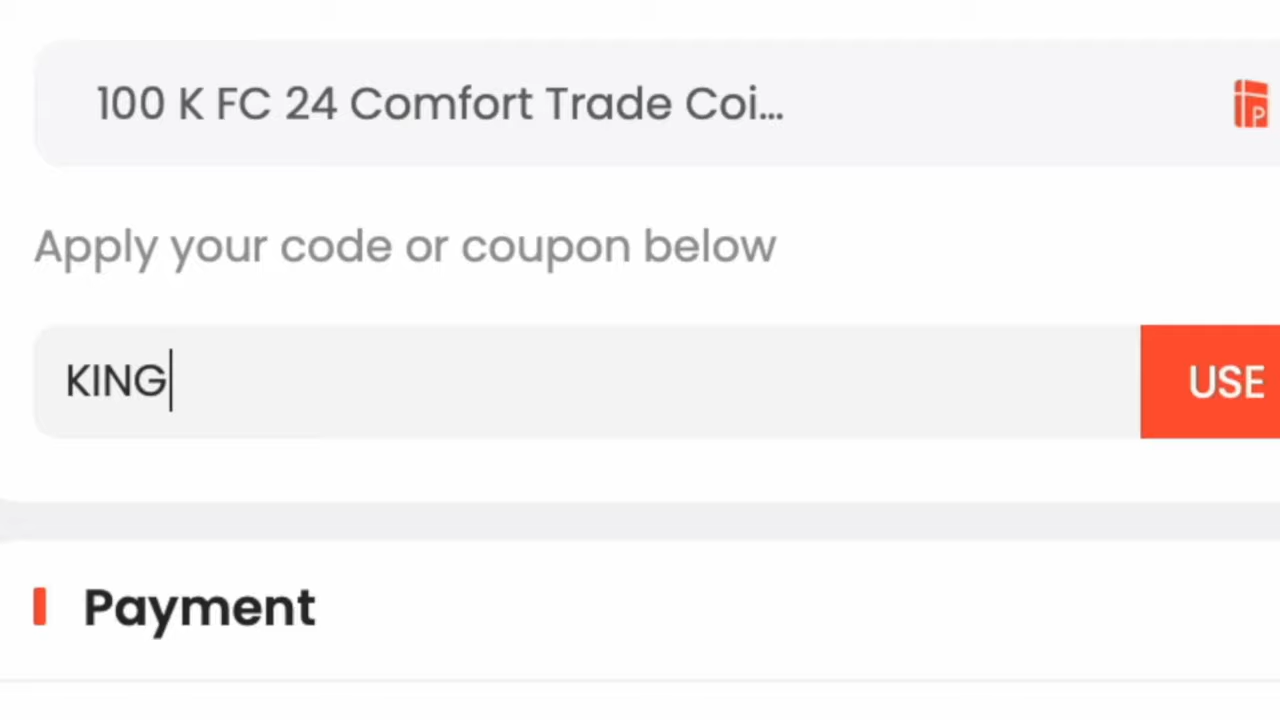 100 K FC 24 Comfort Trade Coi...
P
Apply your code or coupon below
KING
USE
Payment